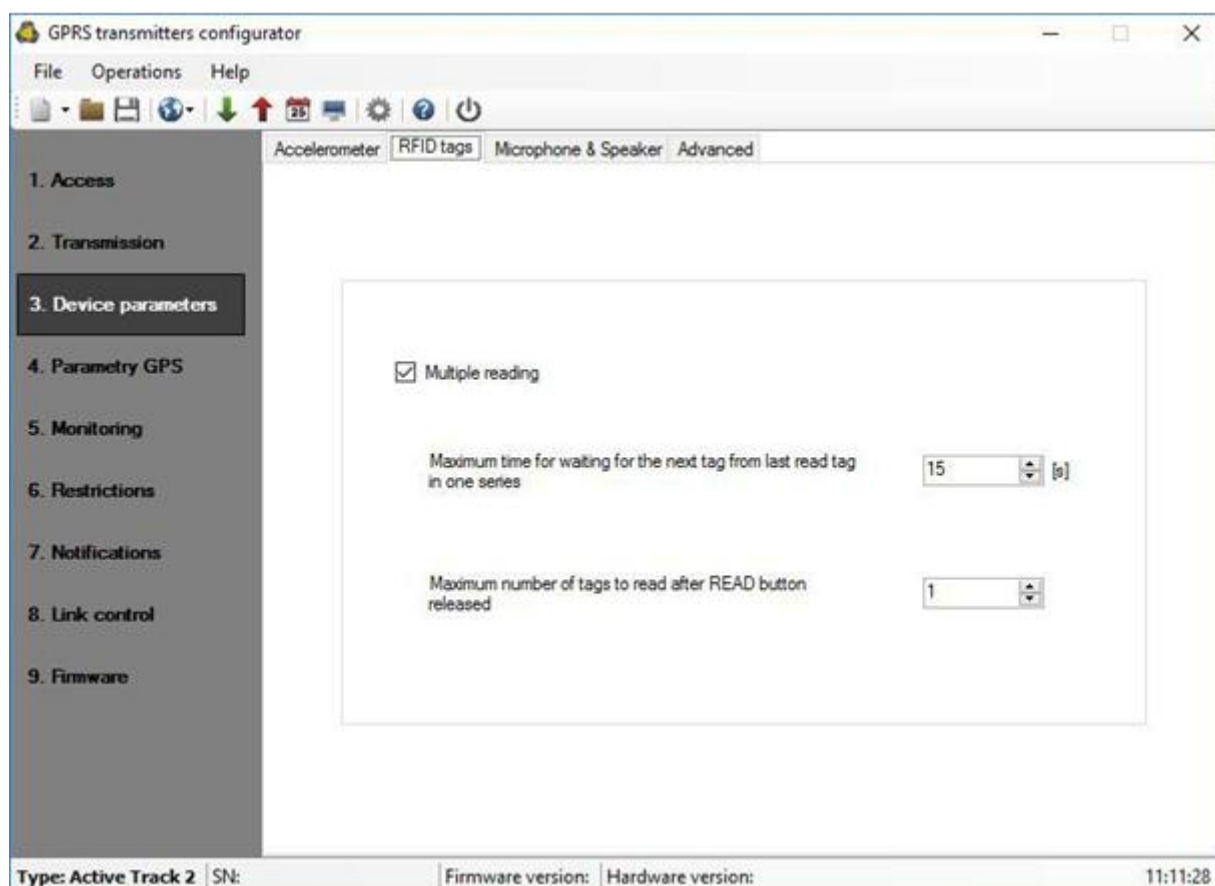 GPRS transmitters configurator
File Operations Help
25
Accelerometer RFID tags Microphone & Speaker Advanced
1. Access
2. Transmission
3. Device parameters
4. Parametry GPS
5. Monitoring
6. Restrictions
7. Notifications
8. Link control
9. Firmware
Multiple reading
Maximum time for waiting for the next tag from last read tag
in one series
15 [s]
Maximum number of tags to read after READ button
released
1
Type: Active Track 2 SN: Firmware version: Hardware version: 11:11:28